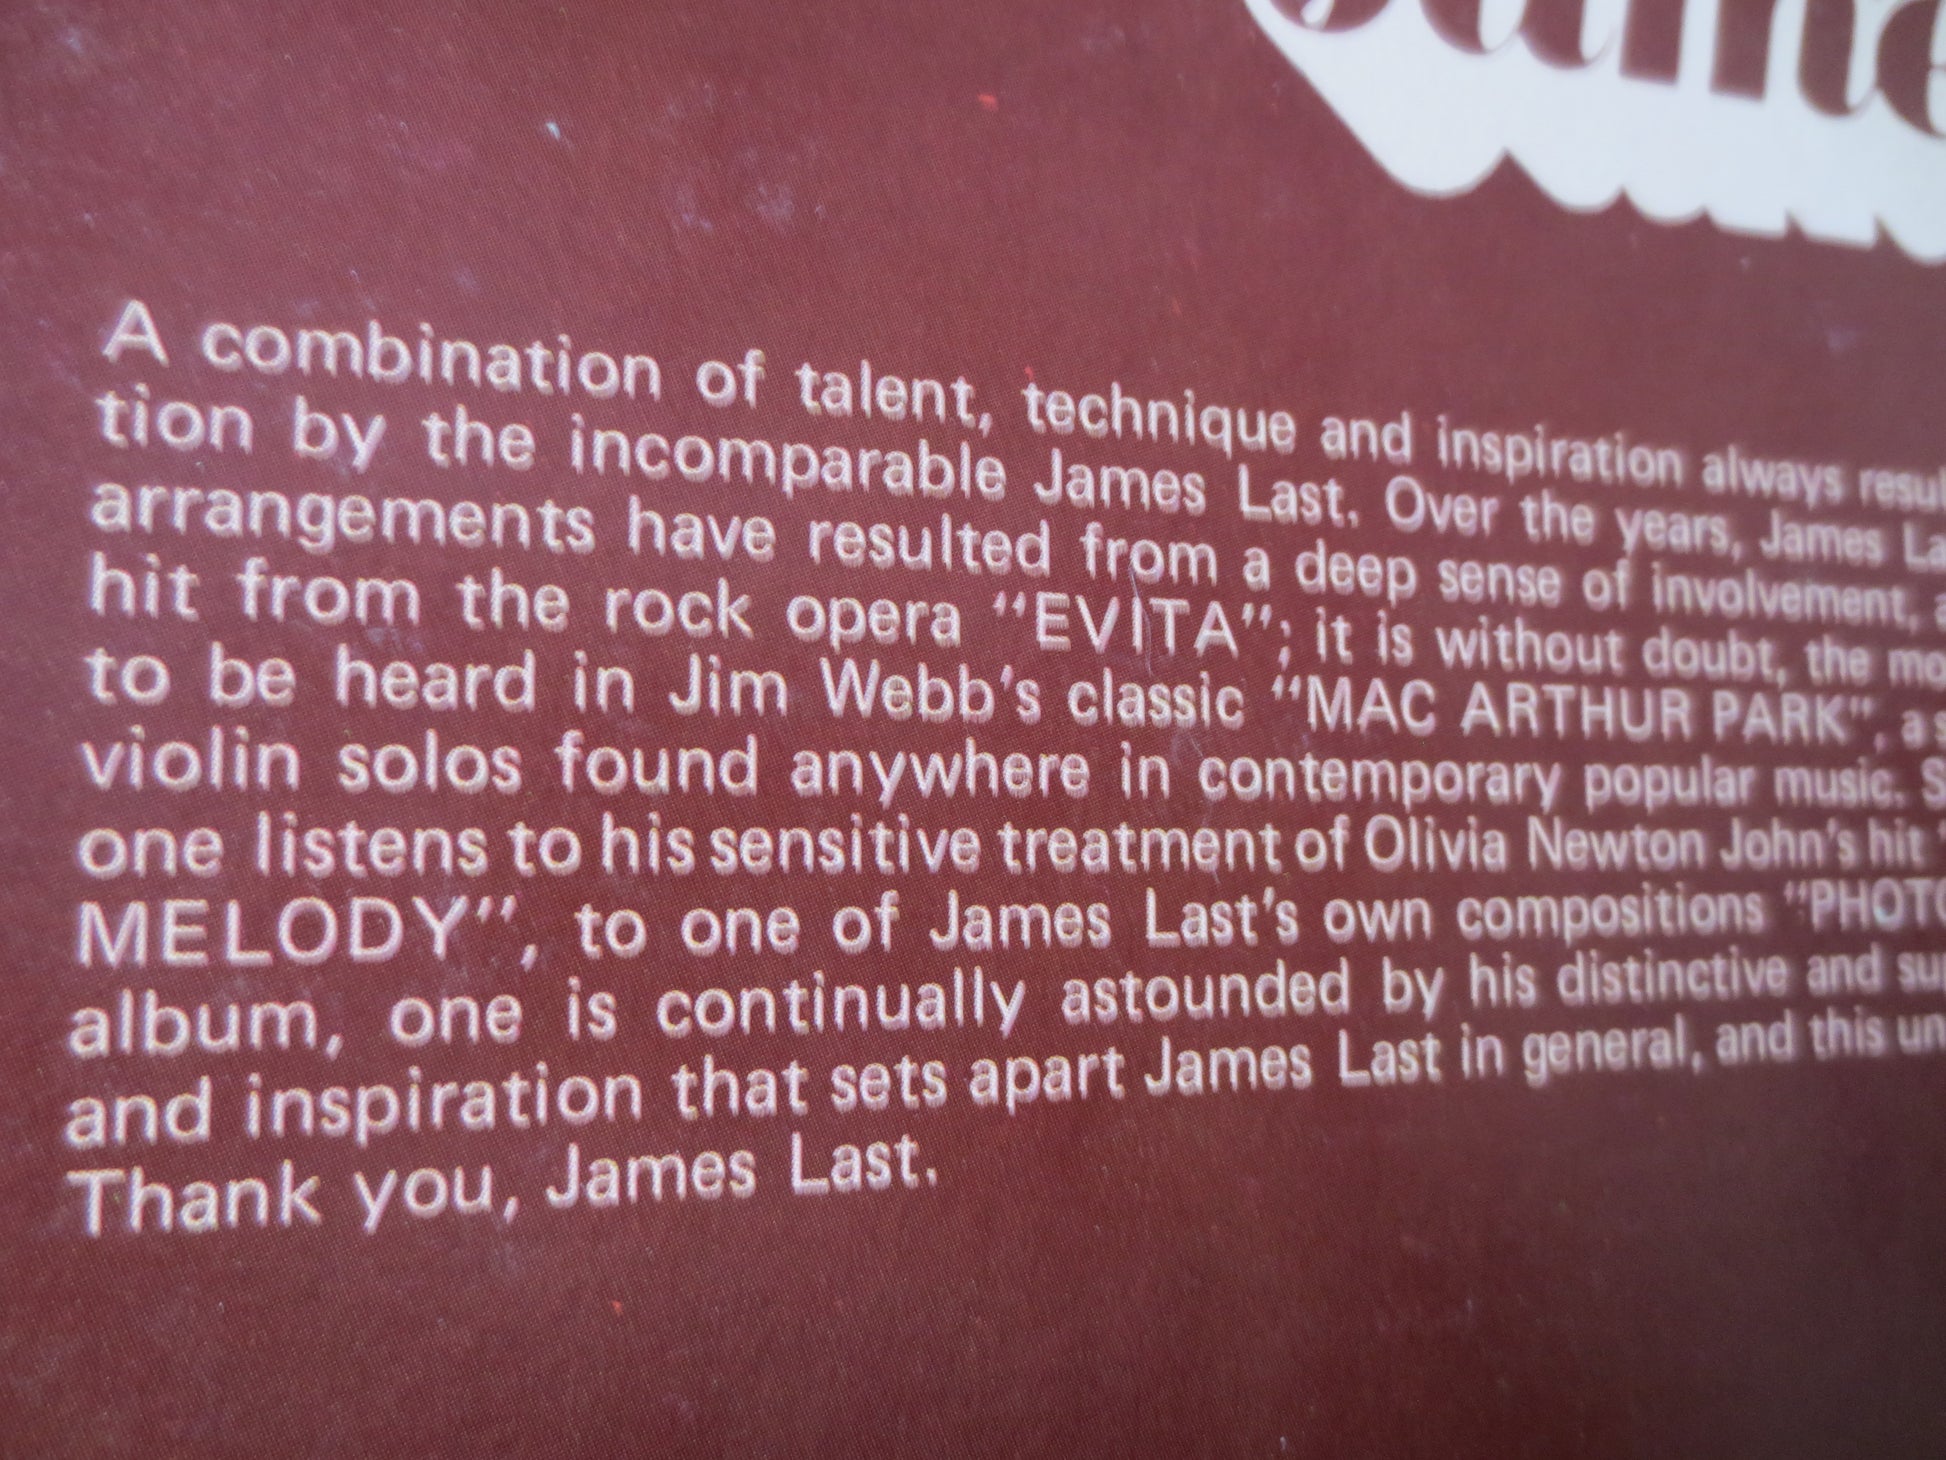 A combination of talent, technique and inspiration always
tion by the incomparable James Last. Over the years, James
arrangements have resulted from a deep sense of involvement,
hit from the rock opera "EVITA"; it is without doubt, the
to be heard in Jim Webb's classic "MAC ARTHUR PARK", a
violin solos found anywhere in contemporary popular music.
one listens to his sensitive treatment of Olivia Newton John's hit
MELODY", to one of James Last's own compositions
album, one is continually astounded by his distinctive and
and inspiration that sets apart James Last in general, and this
Thank you, James Last.